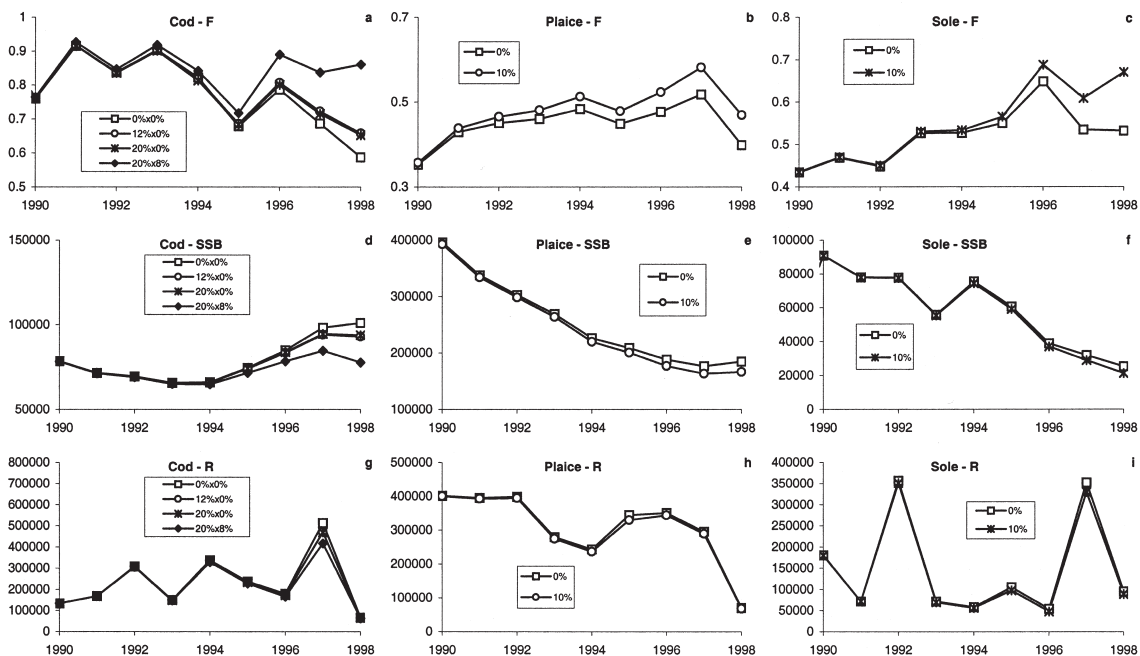 Cod - F
a
1
0.9
0.8
0.7
0.6
0.5
0%x0%
12%x0%
20%x0%
20%x8%
1990 1992 1994 1996 1998
Plaice - F
b
0.7
0.5
0.3
0%
10%
1990 1992 1994 1996 1998
Sole - F
c
0.8
0.7
0.6
0.5
0.4
0%
10%
1990 1992 1994 1996 1998
Cod - SSB
d
150000
100000
50000
0%x0%
12%x0%
20%x0%
20%x8%
1990 1992 1994 1996 1998
Plaice - SSB
e
400000
300000
200000
100000
0%
10%
1990 1992 1994 1996 1998
Sole - SSB
f
100000
80000
60000
40000
20000
0
0%
10%
1990 1992 1994 1996 1998
Cod - R
g
800000
700000
600000
500000
400000
300000
200000
100000
0
0%x0%
12%x0%
20%x0%
20%x8%
1990 1992 1994 1996 1998
Plaice - R
h
500000
400000
300000
200000
100000
0
0%
10%
1990 1992 1994 1996 1998
Sole - R
i
400000
350000
300000
250000
200000
150000
100000
50000
0
0%
10%
1990 1992 1994 1996 1998